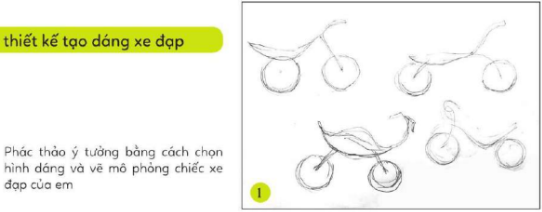 thiết kế tạo dáng xe đạp
Phác thảo ý tưởng bằng cách chọn
hình dáng và vẽ mô phỏng chiếc xe
đạp của em
1